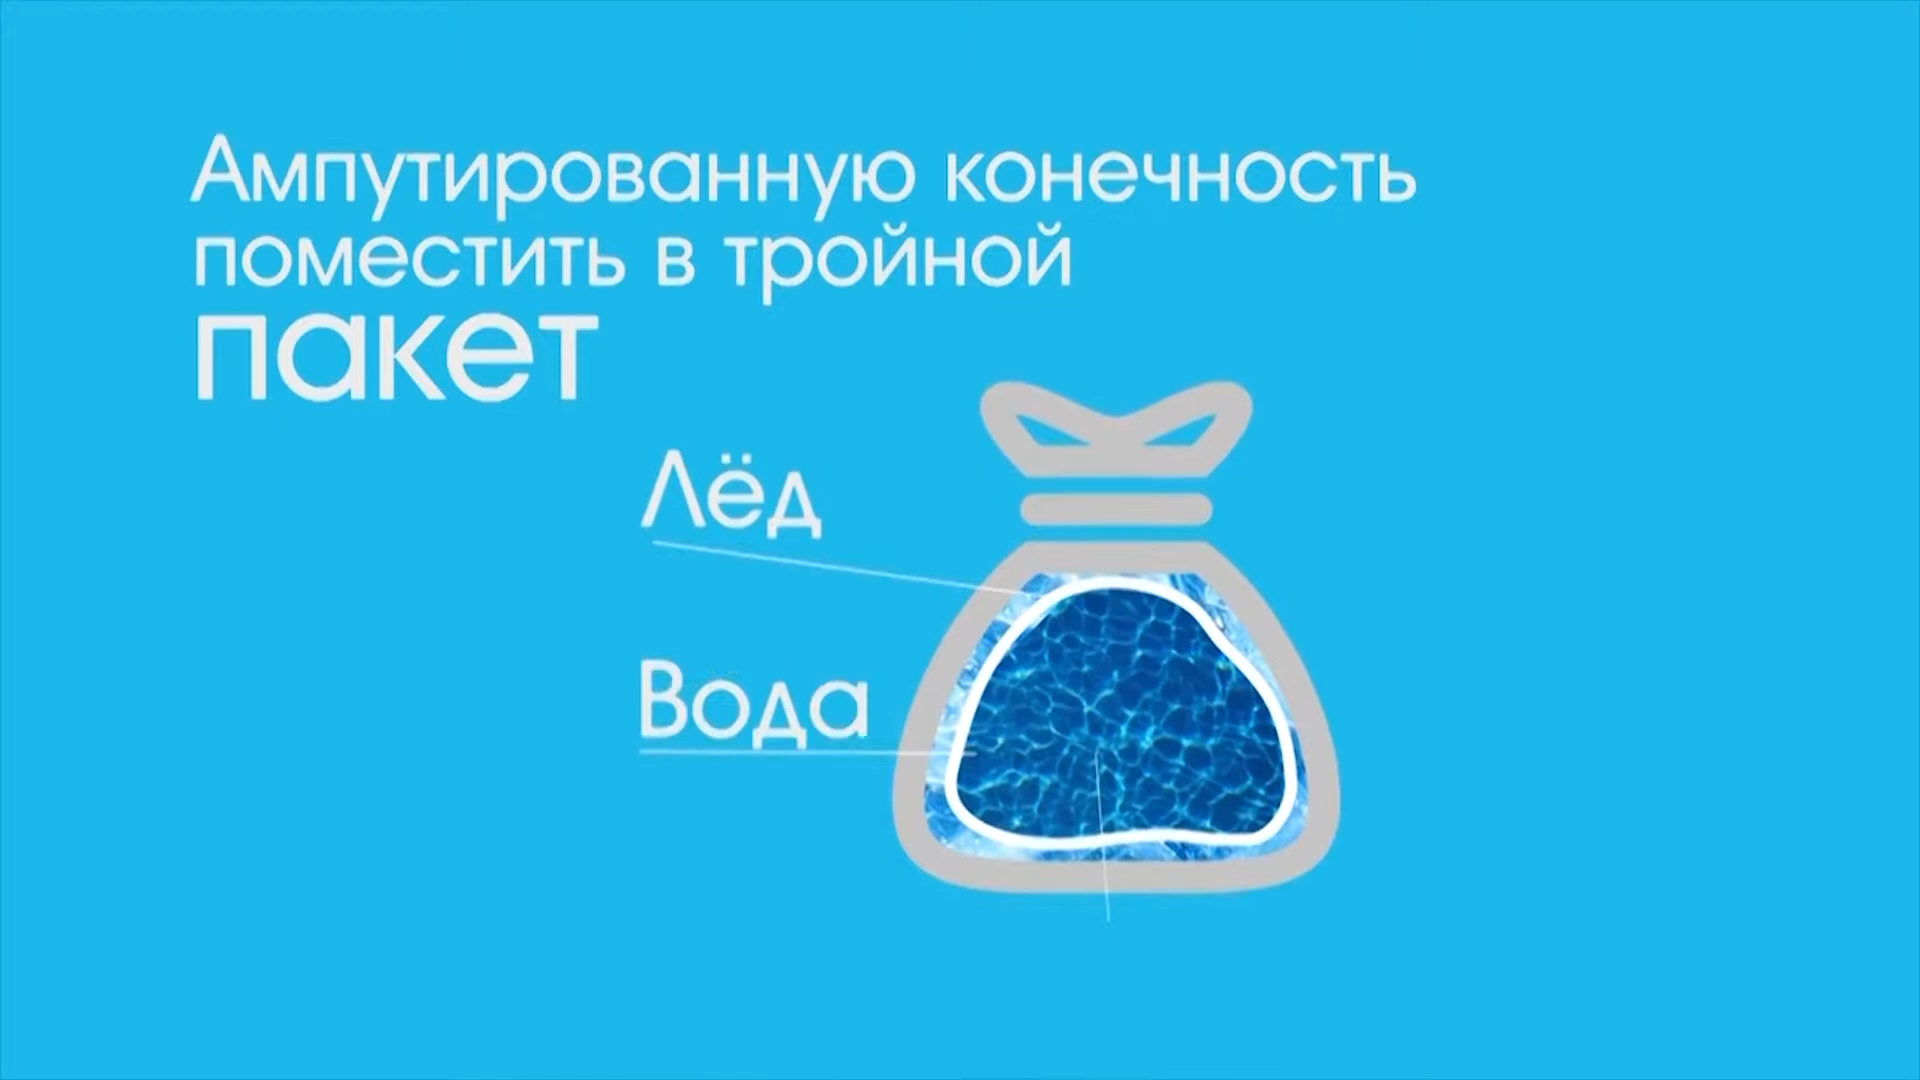 Ампутированную конечность
поместить в тройной
пакет
Лёд
Вода